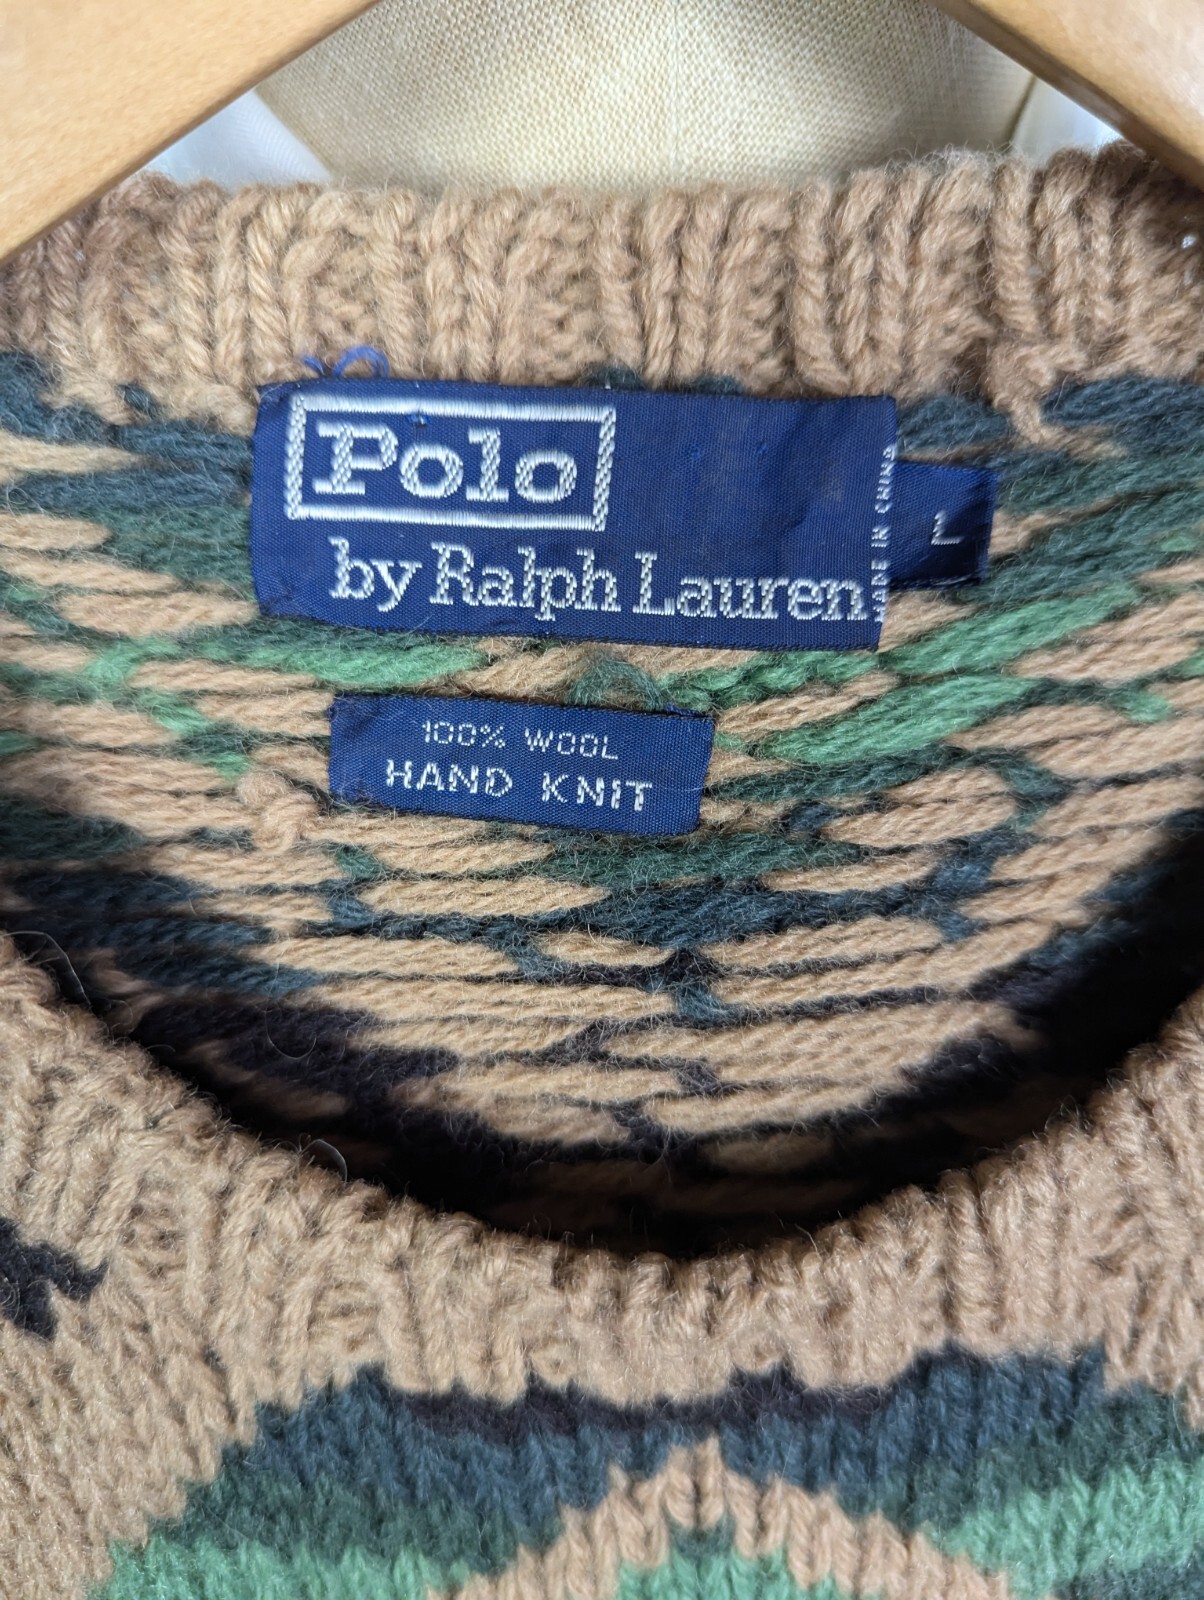 Polo
by Ralph Lauren
MADE IN CHINA
L
100% WOOL
HAND KNIT